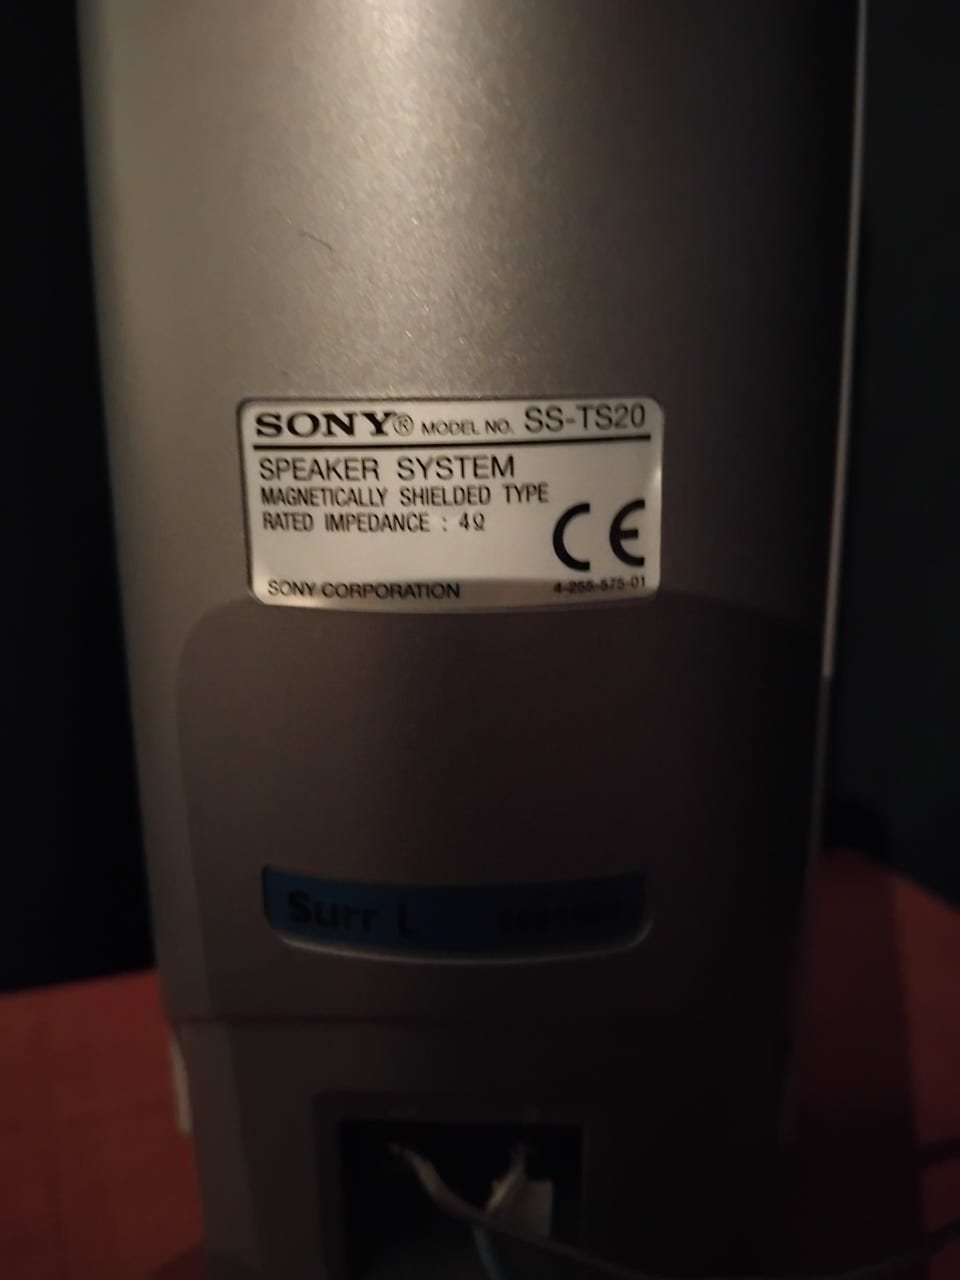 SONY® MODEL NO. SS-TS20
SPEAKER SYSTEM
MAGNETICALLY SHIELDED TYPE
RATED IMPEDANCE : 4Ω
CE
SONY CORPORATION 4-255-575-01
Surr L